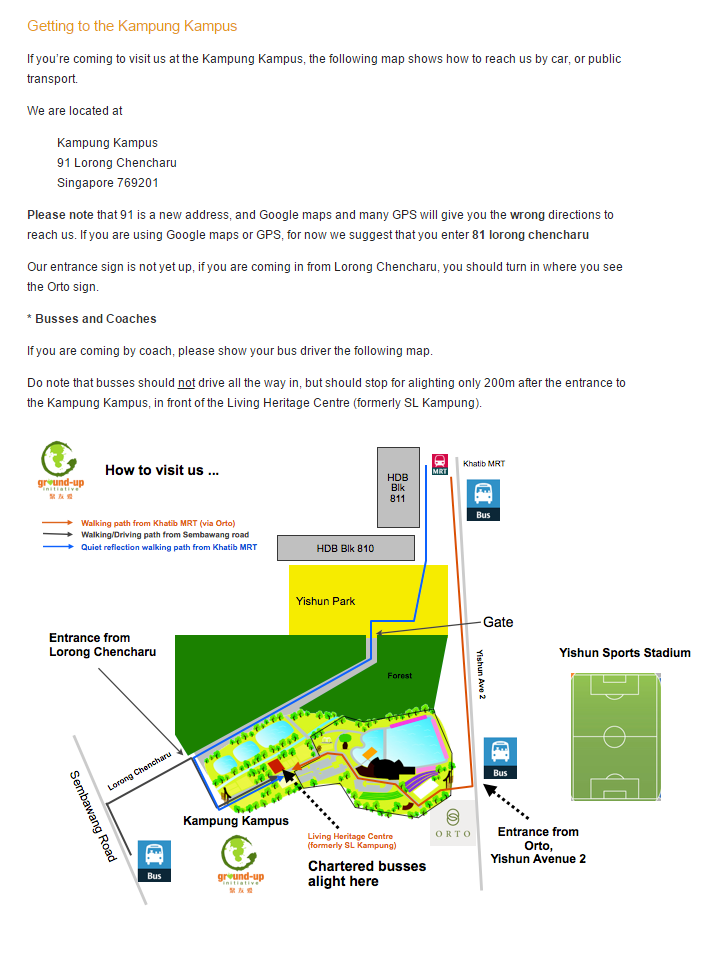 Getting to the Kampung Kampus
If you're coming to visit us at the Kampung Kampus, the following map shows how to reach us by car, or public
transport.
We are located at
Kampung Kampus
91 Lorong Chencharu
Singapore 769201
Please note that 91 is a new address, and Google maps and many GPS will give you the wrong directions to
reach us. If you are using Google maps or GPS, for now we suggest that you enter 81 lorong chencharu
Our entrance sign is not yet up, if you are coming in from Lorong Chencharu, you should turn in where you see
the Orto sign.
* Busses and Coaches
If you are coming by coach, please show your bus driver the following map.
Do note that busses should not drive all the way in, but should stop for alighting only 200m after the entrance to
the Kampung Kampus, in front of the Living Heritage Centre (formerly SL Kampung).
ground-up
initiative
How to visit us ...
HDB
Blk
811
MRT
Khatib MRT
Bus
Walking path from Khatib MRT (via Orto)
Walking/Driving path from Sembawang road
Quiet reflection walking path from Khatib MRT
HDB Blk 810
Yishun Park
Gate
Entrance from
Lorong Chencharu
Yishun Sports Stadium
Yishun Ave 2
Forest
Bus
Lorong Chencharu
Sembawang Road
Kampung Kampus
ORTO
Entrance from
Orto,
Yishun Avenue 2
Living Heritage Centre
(formerly SL Kampung)
Chartered busses
alight here
Bus
ground-up
initiative